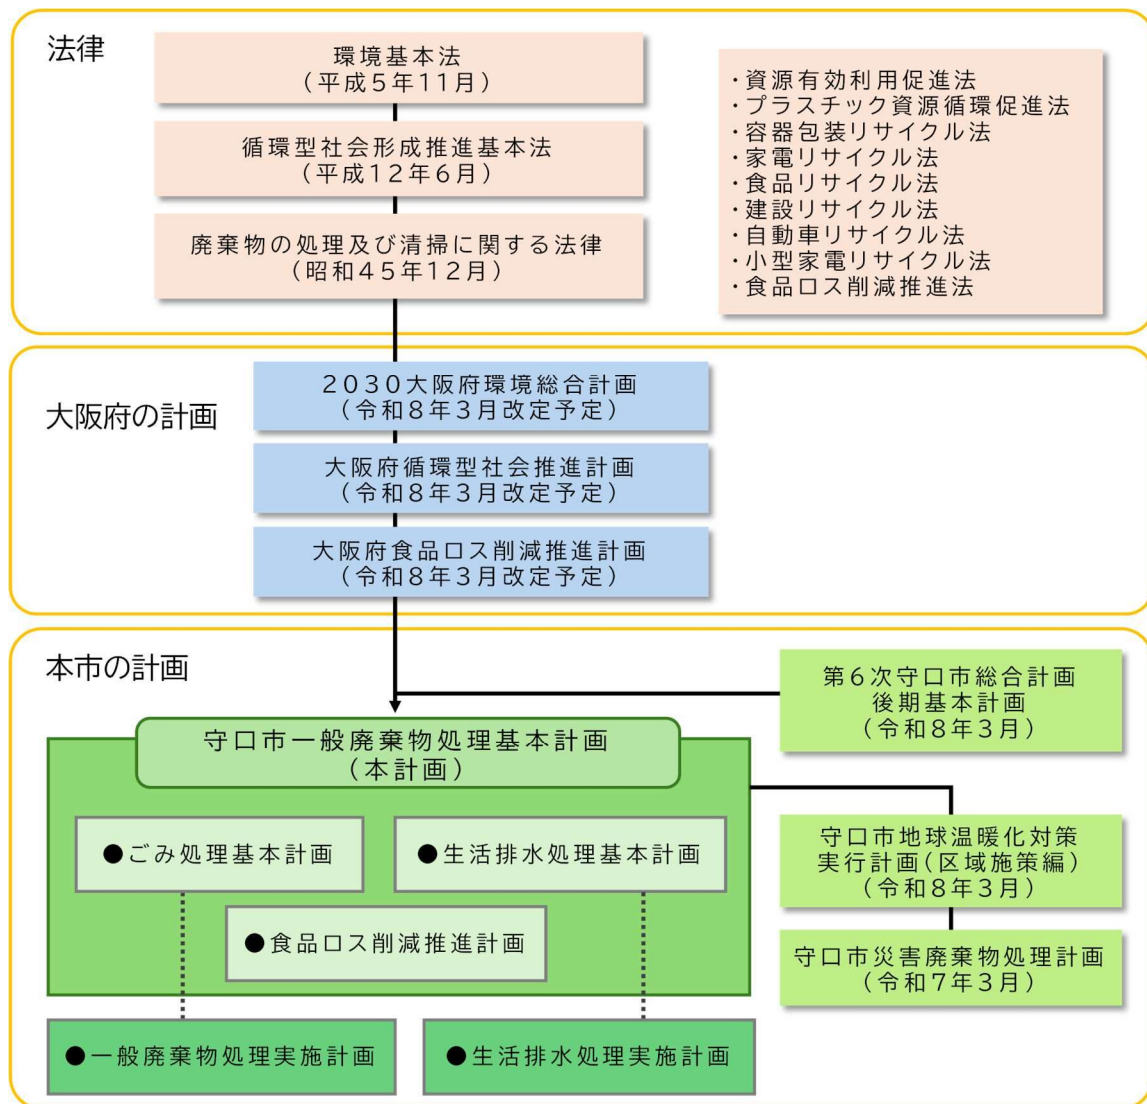 法律
環境基本法
(平成5年11月)
循環型社会形成推進基本法
(平成12年6月)
廃棄物の処理及び清掃に関する法律
(昭和45年12月)
・資源有効利用促進法
・プラスチック資源循環促進法
・容器包装リサイクル法
・家電リサイクル法
・食品リサイクル法
・建設リサイクル法
・自動車リサイクル法
・小型家電リサイクル法
・食品ロス削減推進法
大阪府の計画
2030大阪府環境総合計画
(令和8年3月改定予定)
大阪府循環型社会推進計画
(令和8年3月改定予定)
大阪府食品ロス削減推進計画
(令和8年3月改定予定)
本市の計画
第6次守口市総合計画
後期基本計画
(令和8年3月)
守口市一般廃棄物処理基本計画
(本計画)
●ごみ処理基本計画
●生活排水処理基本計画
●食品ロス削減推進計画
守口市地球温暖化対策
実行計画(区域施策編)
(令和8年3月)
守口市災害廃棄物処理計画
(令和7年3月)
●一般廃棄物処理実施計画
●生活排水処理実施計画